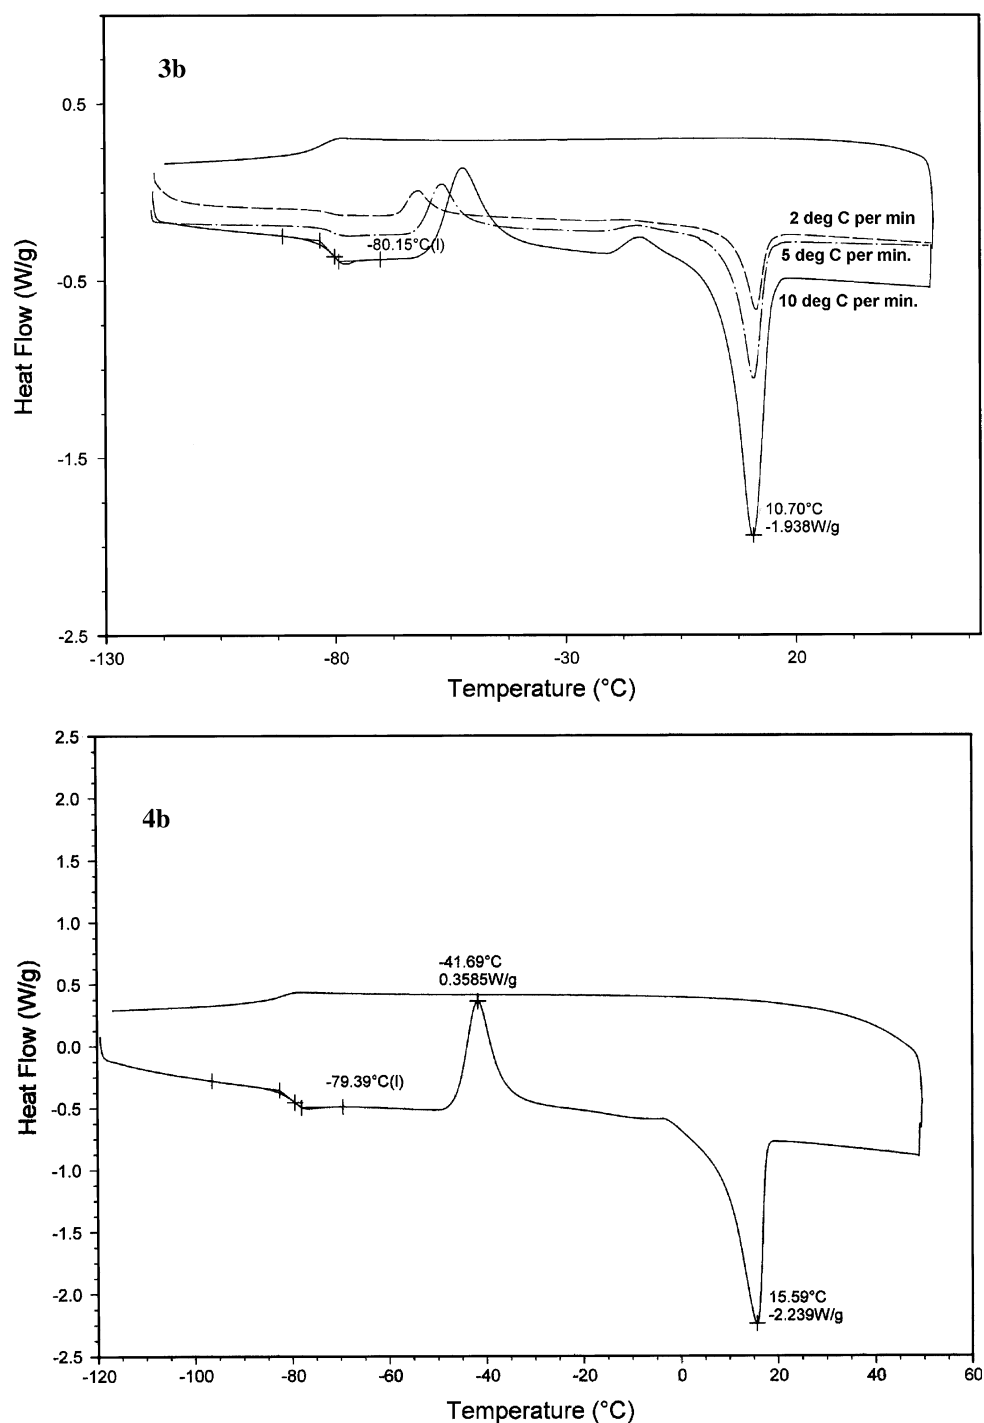 3b
0.5
-0.5
-1.5
-2.5
Heat Flow (W/g)
-80.15°C(I)
2 deg C per min
5 deg C per min.
10 deg C per min.
10.70°C
-1.938W/g
-130
-80
-30
20
Temperature (°C)
4b
2.5
2.0
1.5
1.0
0.5
0.0
-0.5
-1.0
-1.5
-2.0
-2.5
Heat Flow (W/g)
-41.69°C
0.3585W/g
-79.39°C(I)
15.59°C
-2.239W/g
-120
-100
-80
-60
-40
-20
0
20
40
60
Temperature (°C)